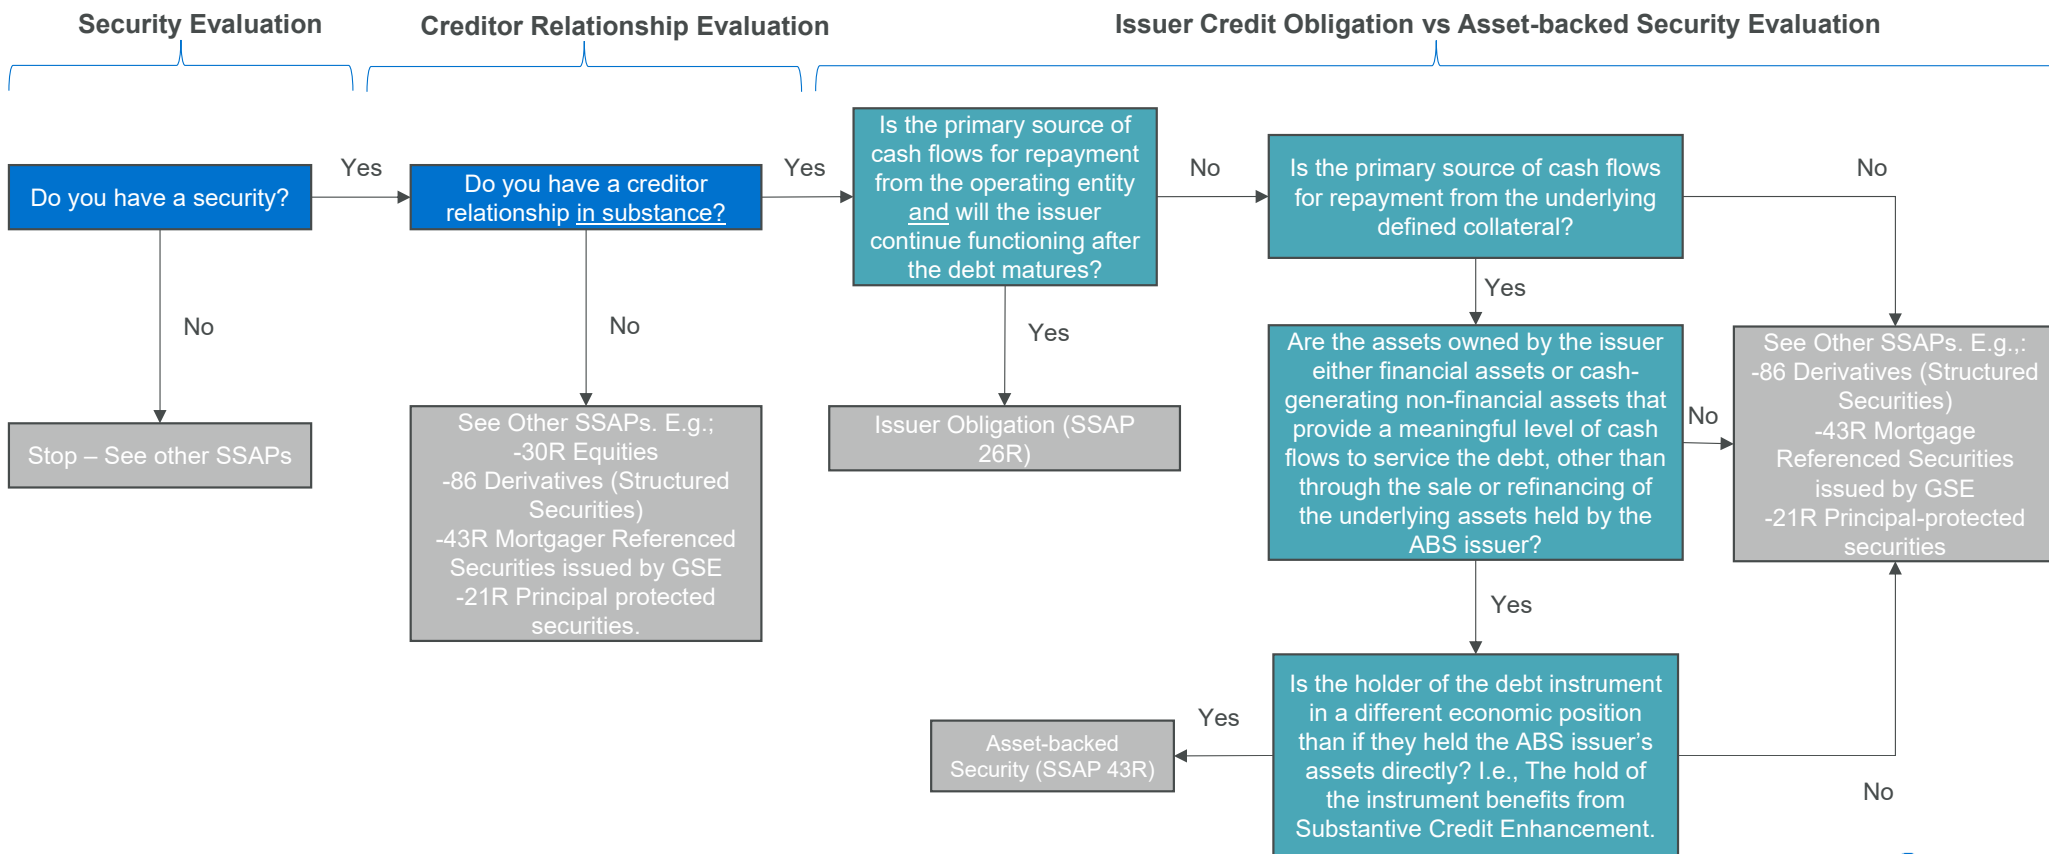 Security Evaluation
Creditor Relationship Evaluation
Issuer Credit Obligation vs Asset-backed Security Evaluation
Do you have a security?
Yes
No
Stop – See other SSAPs
Do you have a creditor
relationship in substance?
Yes
No
See Other SSAPs. E.g.;
-30R Equities
-86 Derivatives (Structured
Securities)
-43R Mortgager Referenced
Securities issued by GSE
-21R Principal protected
securities.
Is the primary source of
cash flows for repayment
from the operating entity
and will the issuer
continue functioning after
the debt matures?
No
Yes
Issuer Obligation (SSAP
26R)
Is the primary source of cash flows
for repayment from the underlying
defined collateral?
No
Yes
Are the assets owned by the issuer
either financial assets or cash-
generating non-financial assets that
provide a meaningful level of cash
flows to service the debt, other than
through the sale or refinancing of
the underlying assets held by the
ABS issuer?
No
Yes
See Other SSAPs. E.g.,:
-86 Derivatives (Structured
Securities)
-43R Mortgage
Referenced Securities
issued by GSE
-21R Principal-protected
securities
Is the holder of the debt instrument
in a different economic position
than if they held the ABS issuer’s
assets directly? I.e., The hold of
the instrument benefits from
Substantive Credit Enhancement.
Yes
No
Asset-backed
Security (SSAP 43R)